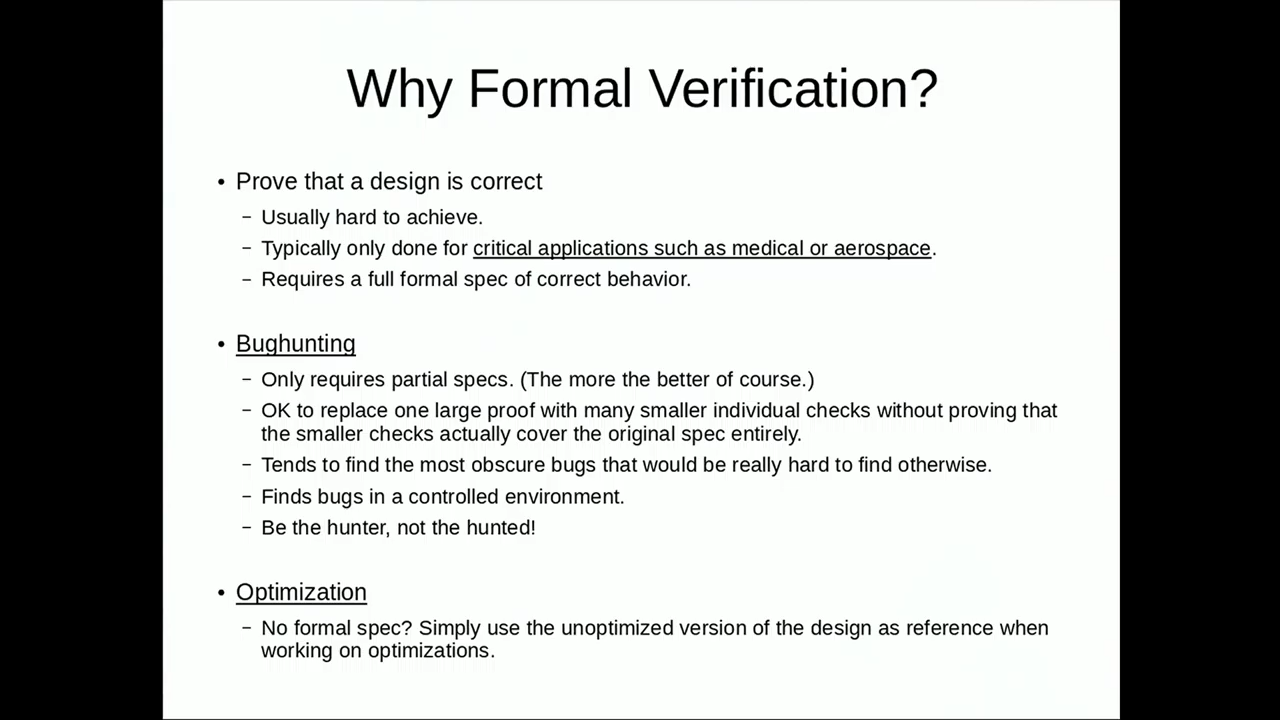 Why Formal Verification?
• Prove that a design is correct
– Usually hard to achieve.
– Typically only done for critical applications such as medical or aerospace.
– Requires a full formal spec of correct behavior.
• Bughunting
– Only requires partial specs. (The more the better of course.)
– OK to replace one large proof with many smaller individual checks without proving that
the smaller checks actually cover the original spec entirely.
– Tends to find the most obscure bugs that would be really hard to find otherwise.
– Finds bugs in a controlled environment.
– Be the hunter, not the hunted!
• Optimization
– No formal spec? Simply use the unoptimized version of the design as reference when
working on optimizations.